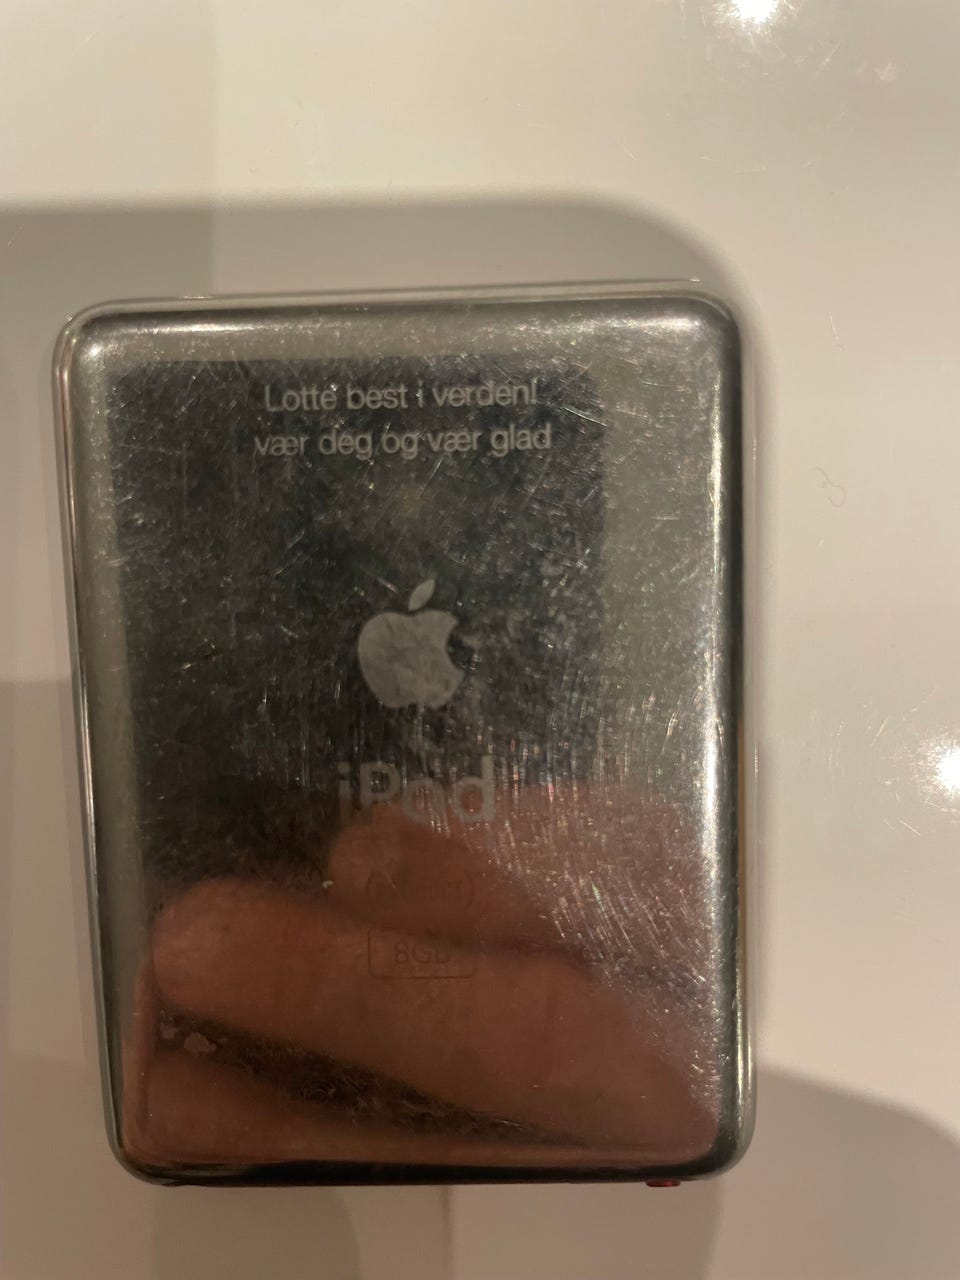 Lotte best i verden!
vær deg og vær glad
iPod
8GB